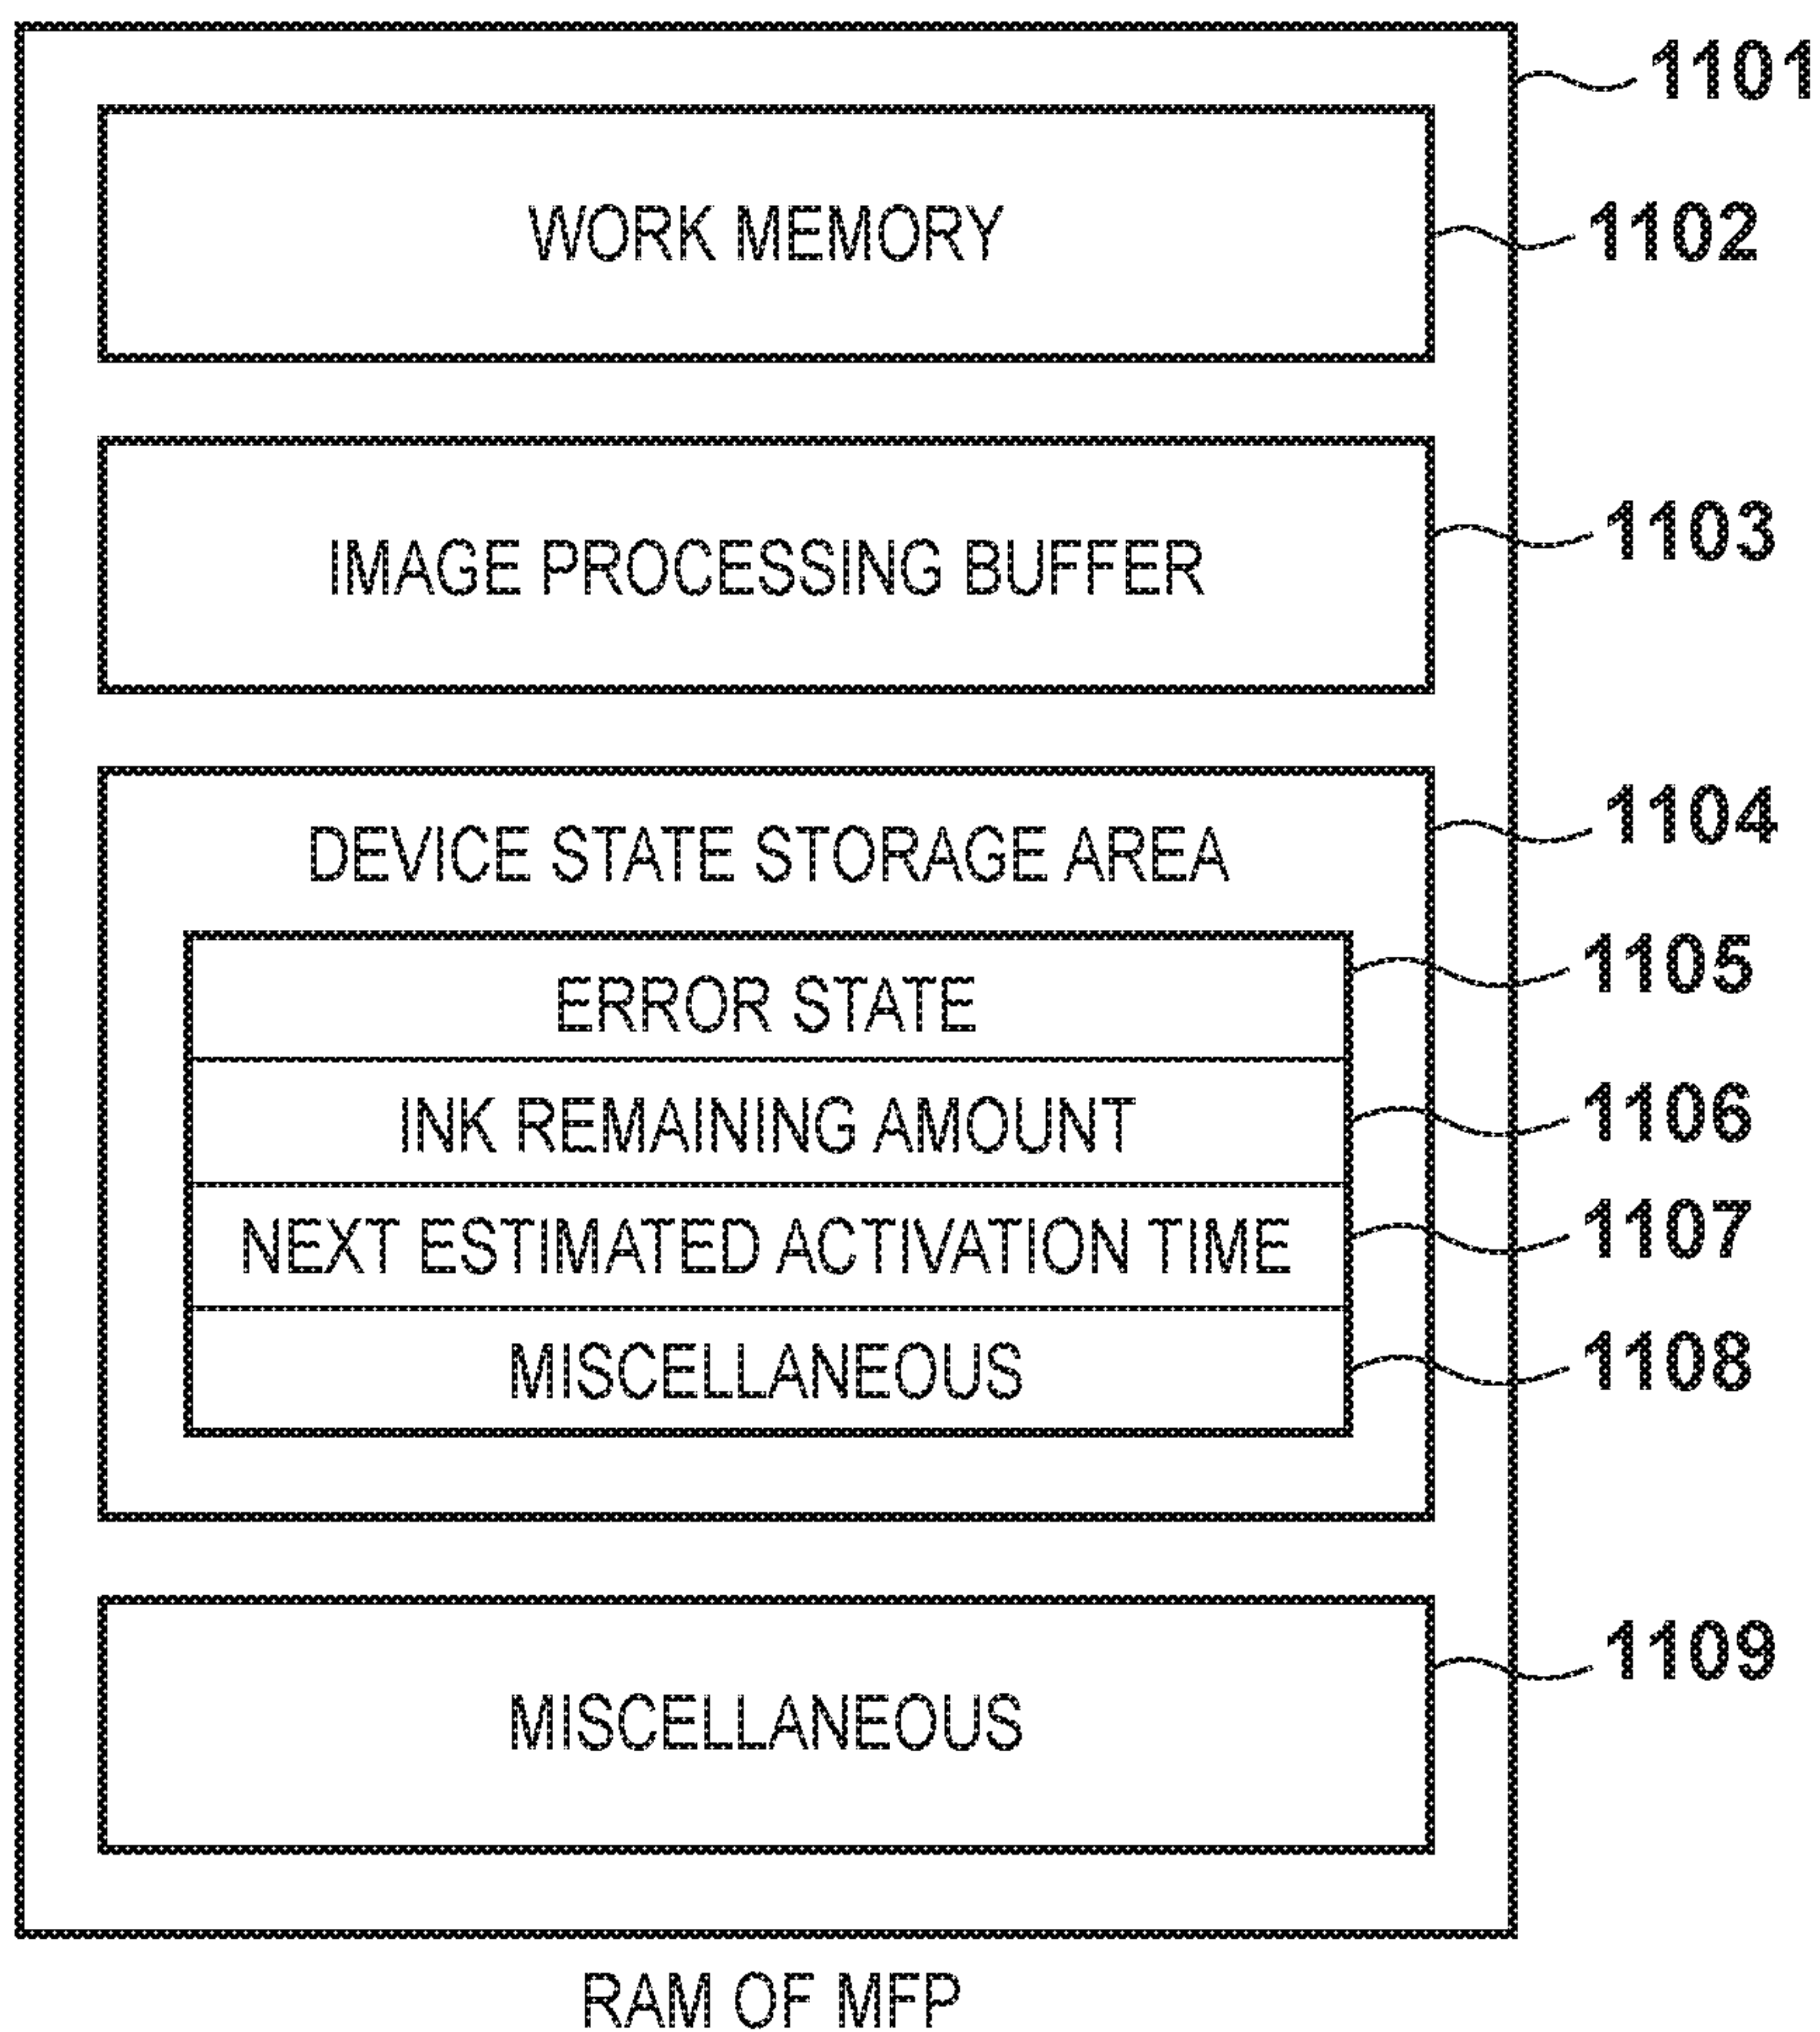 1101
WORK MEMORY 1102
IMAGE PROCESSING BUFFER 1103
DEVICE STATE STORAGE AREA 1104
ERROR STATE 1105
INK REMAINING AMOUNT 1106
NEXT ESTIMATED ACTIVATION TIME 1107
MISCELLANEOUS 1108
MISCELLANEOUS 1109
RAM OF MFP